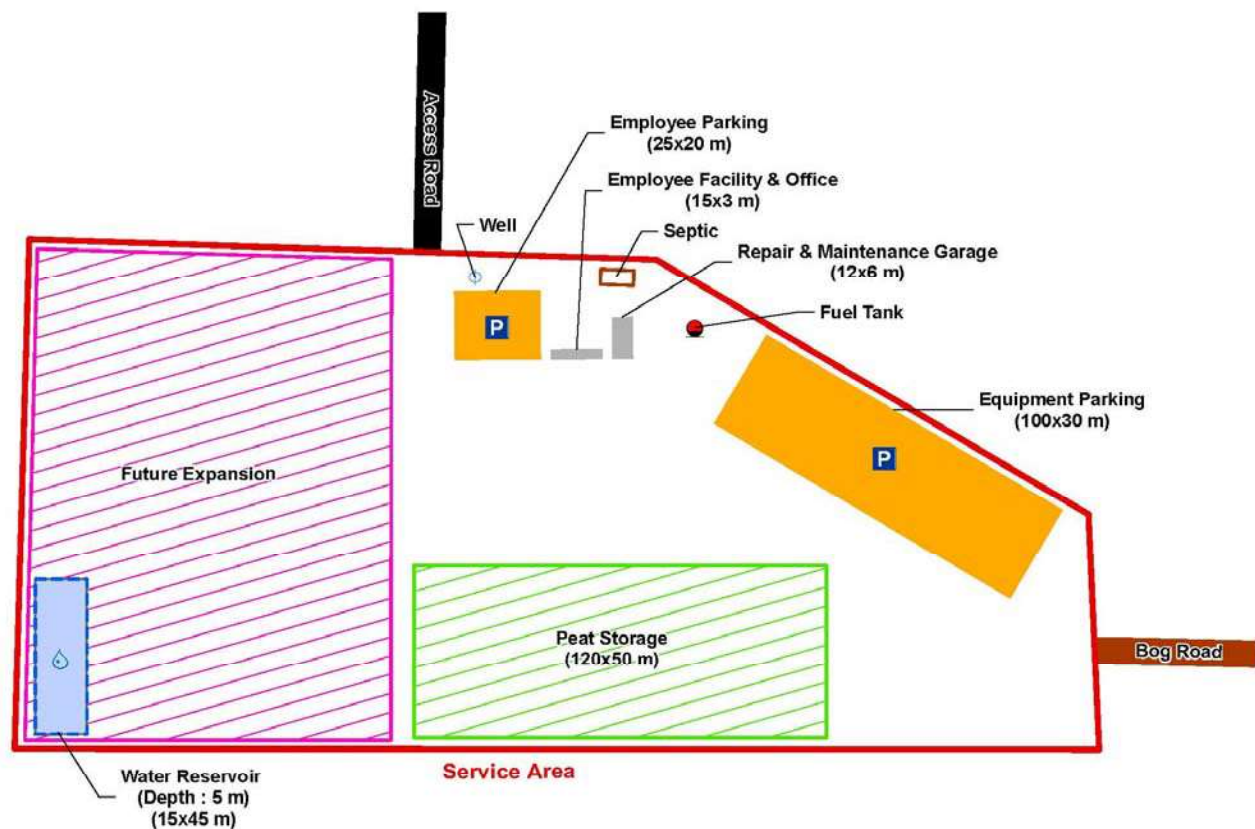 Access Road
Employee Parking
(25x20 m)
Employee Facility & Office
(15x3 m)
Well
Septic
Repair & Maintenance Garage
(12x6 m)
Fuel Tank
P
Equipment Parking
(100x30 m)
P
Future Expansion
Peat Storage
(120x50 m)
Bog Road
Service Area
Water Reservoir
(Depth : 5 m)
(15x45 m)